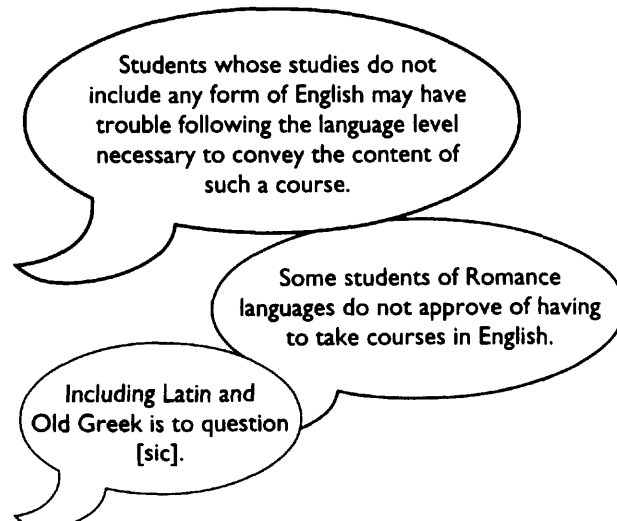 Students whose studies do not
include any form of English may have
trouble following the language level
necessary to convey the content of
such a course.
Some students of Romance
languages do not approve of having
to take courses in English.
Including Latin and
Old Greek is to question
[sic].